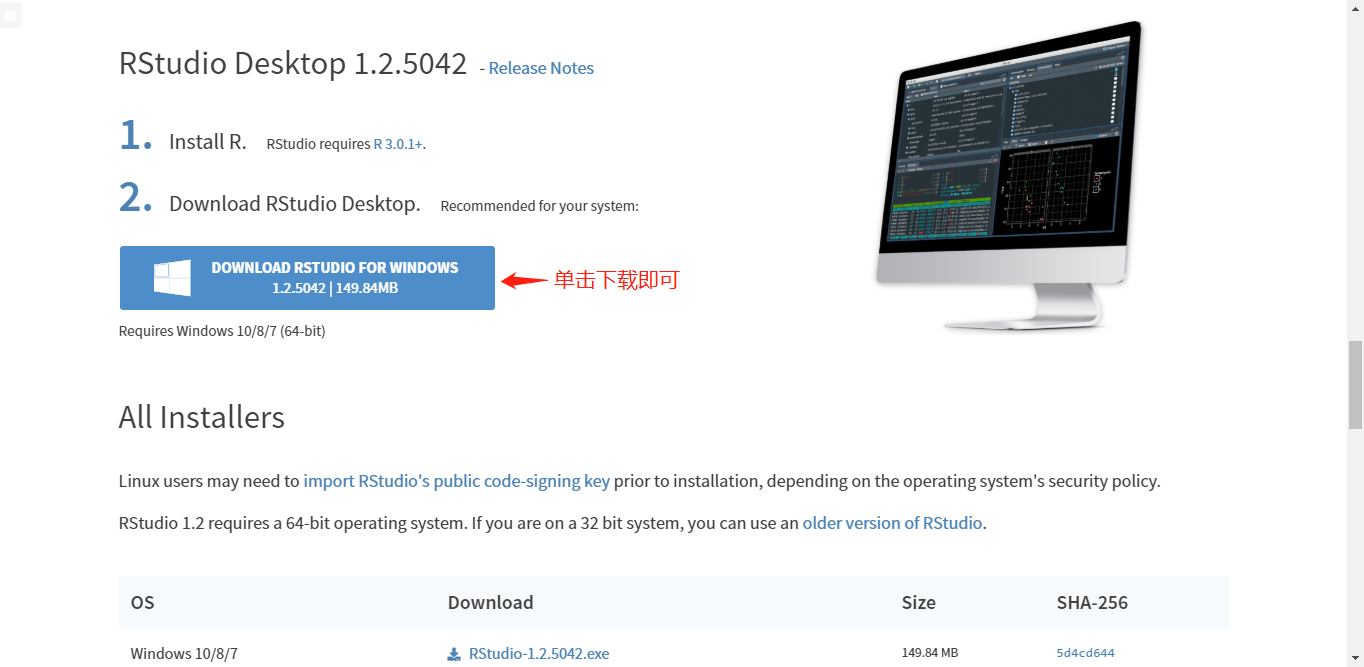 RStudio Desktop 1.2.5042 - Release Notes
1. Install R. RStudio requires R 3.0.1+.
2. Download RStudio Desktop. Recommended for your system:
DOWNLOAD RSTUDIO FOR WINDOWS
1.2.5042 | 149.84MB
单击下载即可
Requires Windows 10/8/7 (64-bit)
All Installers
Linux users may need to import RStudio's public code-signing key prior to installation, depending on the operating system's security policy.
RStudio 1.2 requires a 64-bit operating system. If you are on a 32 bit system, you can use an older version of RStudio.
OS Download Size SHA-256
Windows 10/8/7 RStudio-1.2.5042.exe 149.84 MB 5d4cd644